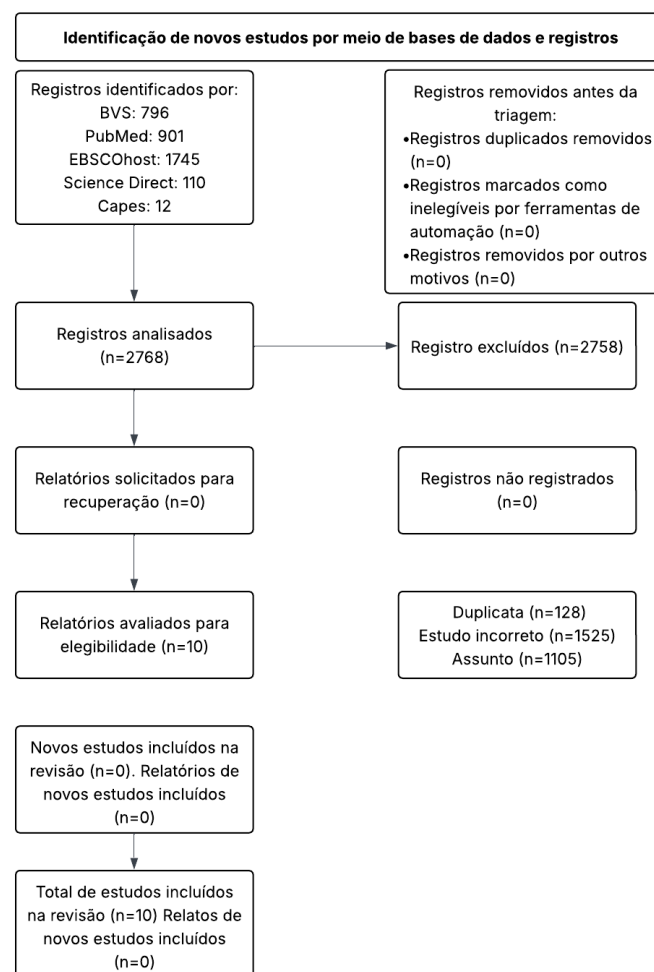 Identificação de novos estudos por meio de bases de dados e registros
Registros identificados por:
BVS: 796
PubMed: 901
EBSCOhost: 1745
Science Direct: 110
Capes: 12
Registros removidos antes da
triagem:
•Registros duplicados removidos
(n=0)
•Registros marcados como
inelegíveis por ferramentas de
automação (n=0)
•Registros removidos por outros
motivos (n=0)
Registros analisados
(n=2768)
Registro excluídos (n=2758)
Relatórios solicitados para
recuperação (n=0)
Registros não registrados
(n=0)
Relatórios avaliados para
elegibilidade (n=10)
Duplicata (n=128)
Estudo incorreto (n=1525)
Assunto (n=1105)
Novos estudos incluídos na
revisão (n=0). Relatórios de
novos estudos incluídos
(n=0)
Total de estudos incluídos
na revisão (n=10) Relatos de
novos estudos incluídos
(n=0)